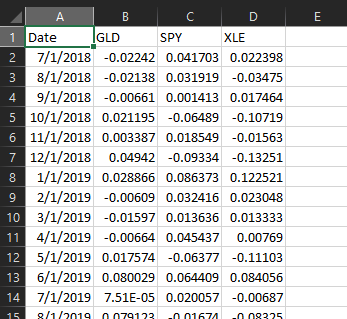 A B C D E
1 Date GLD SPY XLE
2 7/1/2018 -0.02242 0.041703 0.022398
3 8/1/2018 -0.02138 0.031919 -0.03475
4 9/1/2018 -0.00661 0.001413 0.017464
5 10/1/2018 0.021195 -0.06489 -0.10719
6 11/1/2018 0.003387 0.018549 -0.01563
7 12/1/2018 0.04942 -0.09334 -0.13251
8 1/1/2019 0.028866 0.086373 0.122521
9 2/1/2019 -0.00609 0.032416 0.023048
10 3/1/2019 -0.01597 0.013636 0.013333
11 4/1/2019 -0.00664 0.045437 0.00769
12 5/1/2019 0.017574 -0.06377 -0.11103
13 6/1/2019 0.080029 0.064409 0.084056
14 7/1/2019 7.51E-05 0.020057 -0.00687
15 8/1/2019 0.079123 -0.01674 -0.08325